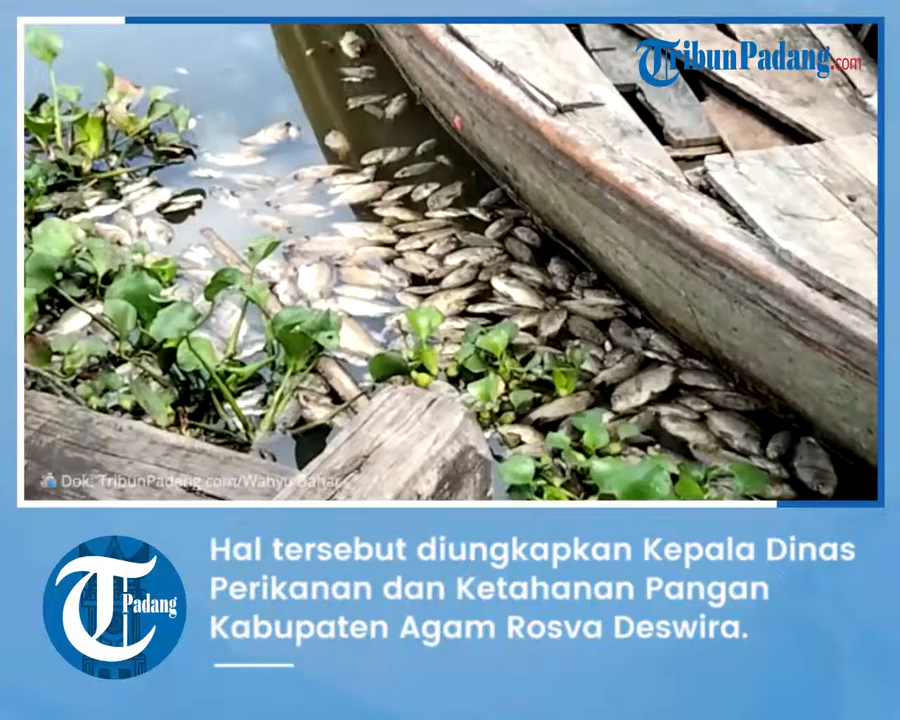 TribunPadang.com
Dok: TribunPadang.com/Wahyu Bahar
T Padang
Hal tersebut diungkapkan Kepala Dinas
Perikanan dan Ketahanan Pangan
Kabupaten Agam Rosva Deswira.